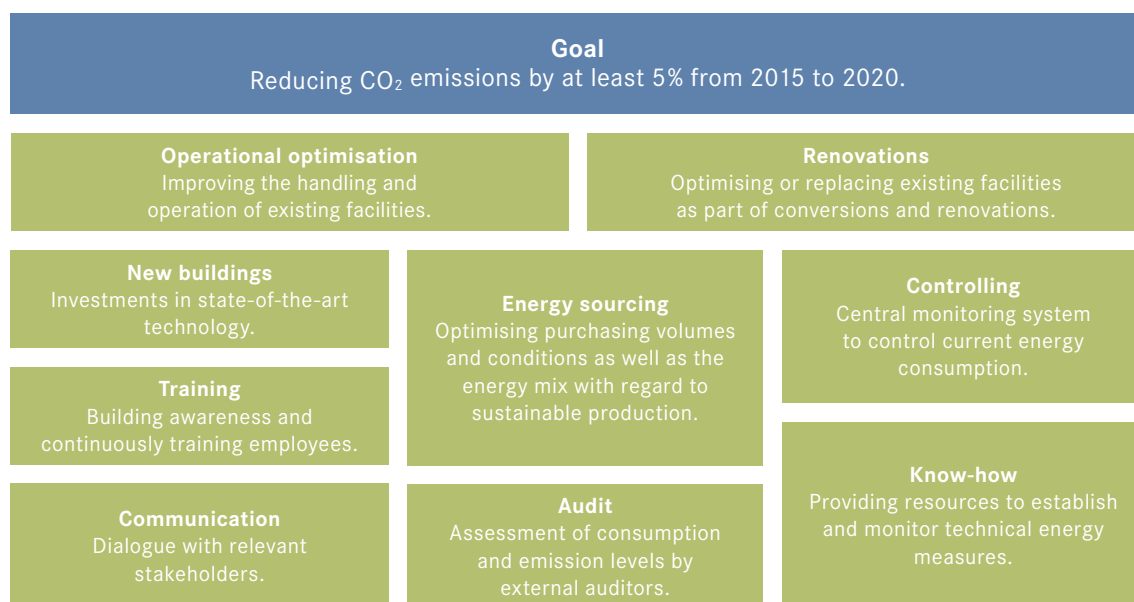 Goal
Reducing CO₂ emissions by at least 5% from 2015 to 2020.
Operational optimisation
Improving the handling and
operation of existing facilities.
Renovations
Optimising or replacing existing facilities
as part of conversions and renovations.
New buildings
Investments in state-of-the-art
technology.
Energy sourcing
Optimising purchasing volumes
and conditions as well as the
energy mix with regard to
sustainable production.
Controlling
Central monitoring system
to control current energy
consumption.
Training
Building awareness and
continuously training employees.
Know-how
Providing resources to establish
and monitor technical energy
measures.
Communication
Dialogue with relevant
stakeholders.
Audit
Assessment of consumption
and emission levels by
external auditors.